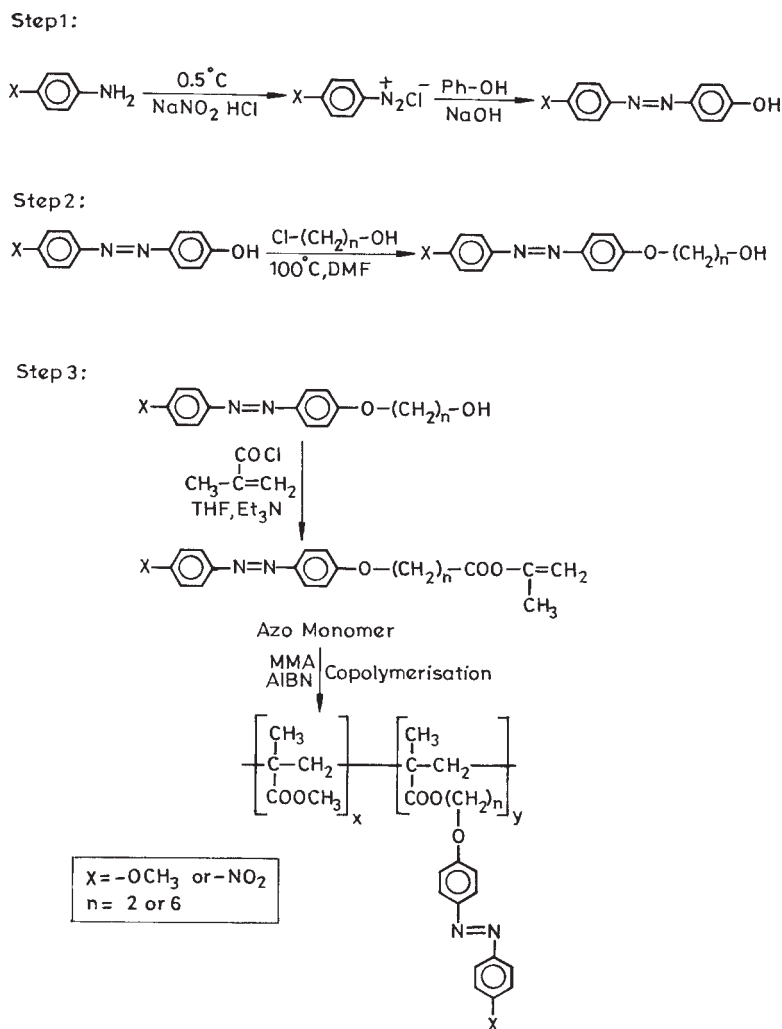 Step1:
X NH2 0.5°C NaNO2 HCl X N2Cl + − Ph-OH NaOH X N=N OH
Step2:
X N=N OH Cl-(CH2)n-OH 100°C,DMF X N=N O-(CH2)n-OH
Step3:
X N=N O-(CH2)n-OH
COCl
CH3-C=CH2
THF,Et3N
X N=N O-(CH2)n-COO-C=CH2
CH3
Azo Monomer
MMA
AIBN Copolymerisation
CH3 CH3
C-CH2 C-CH2
COOCH3 x COO(CH2)n y
O
X=-OCH3 or-NO2
n= 2 or 6
N=N
X